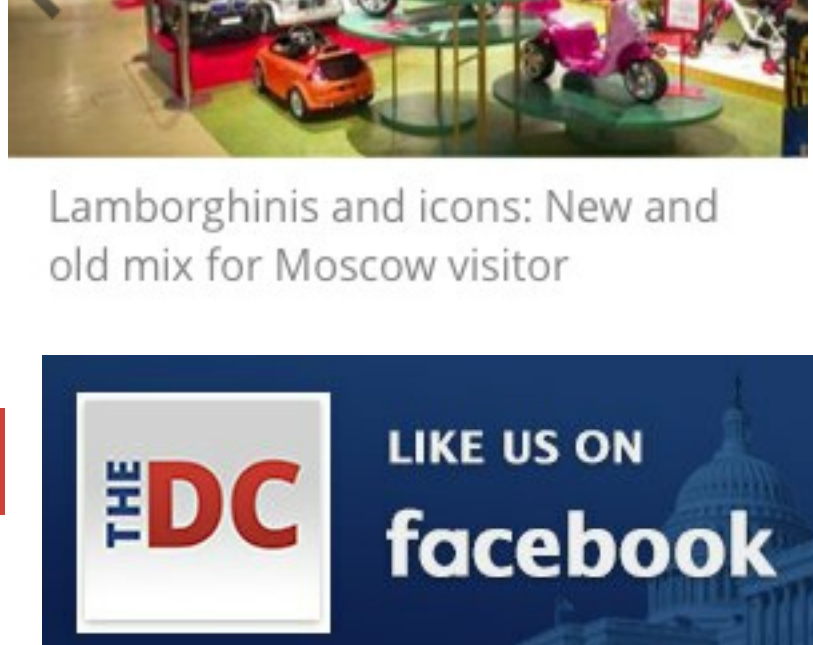 Lamborghinis and icons: New and
old mix for Moscow visitor
THE DC
LIKE US ON
facebook